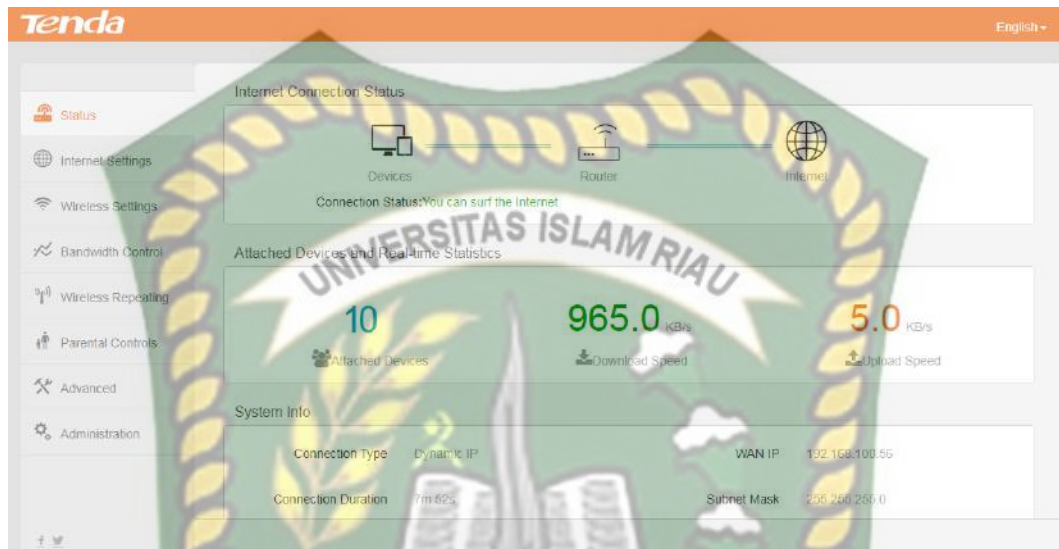 Tenda
English
Status
Internet Settings
Wireless Settings
Bandwidth Control
Wireless Repeating
Parental Controls
Advanced
Administration
Internet Connection Status
Devices
Router
Internet
Connection Status:You can surf the Internet
UNIVERSITAS ISLAM RIAU
Attached Devices and Real-time Statistics
10
Attached Devices
965.0 KB/s
Download Speed
5.0 KB/s
Upload Speed
System Info
Connection Type Dynamic IP
WAN IP 192.168.100.56
Connection Duration 7m 52s
Subnet Mask 255.255.255.0